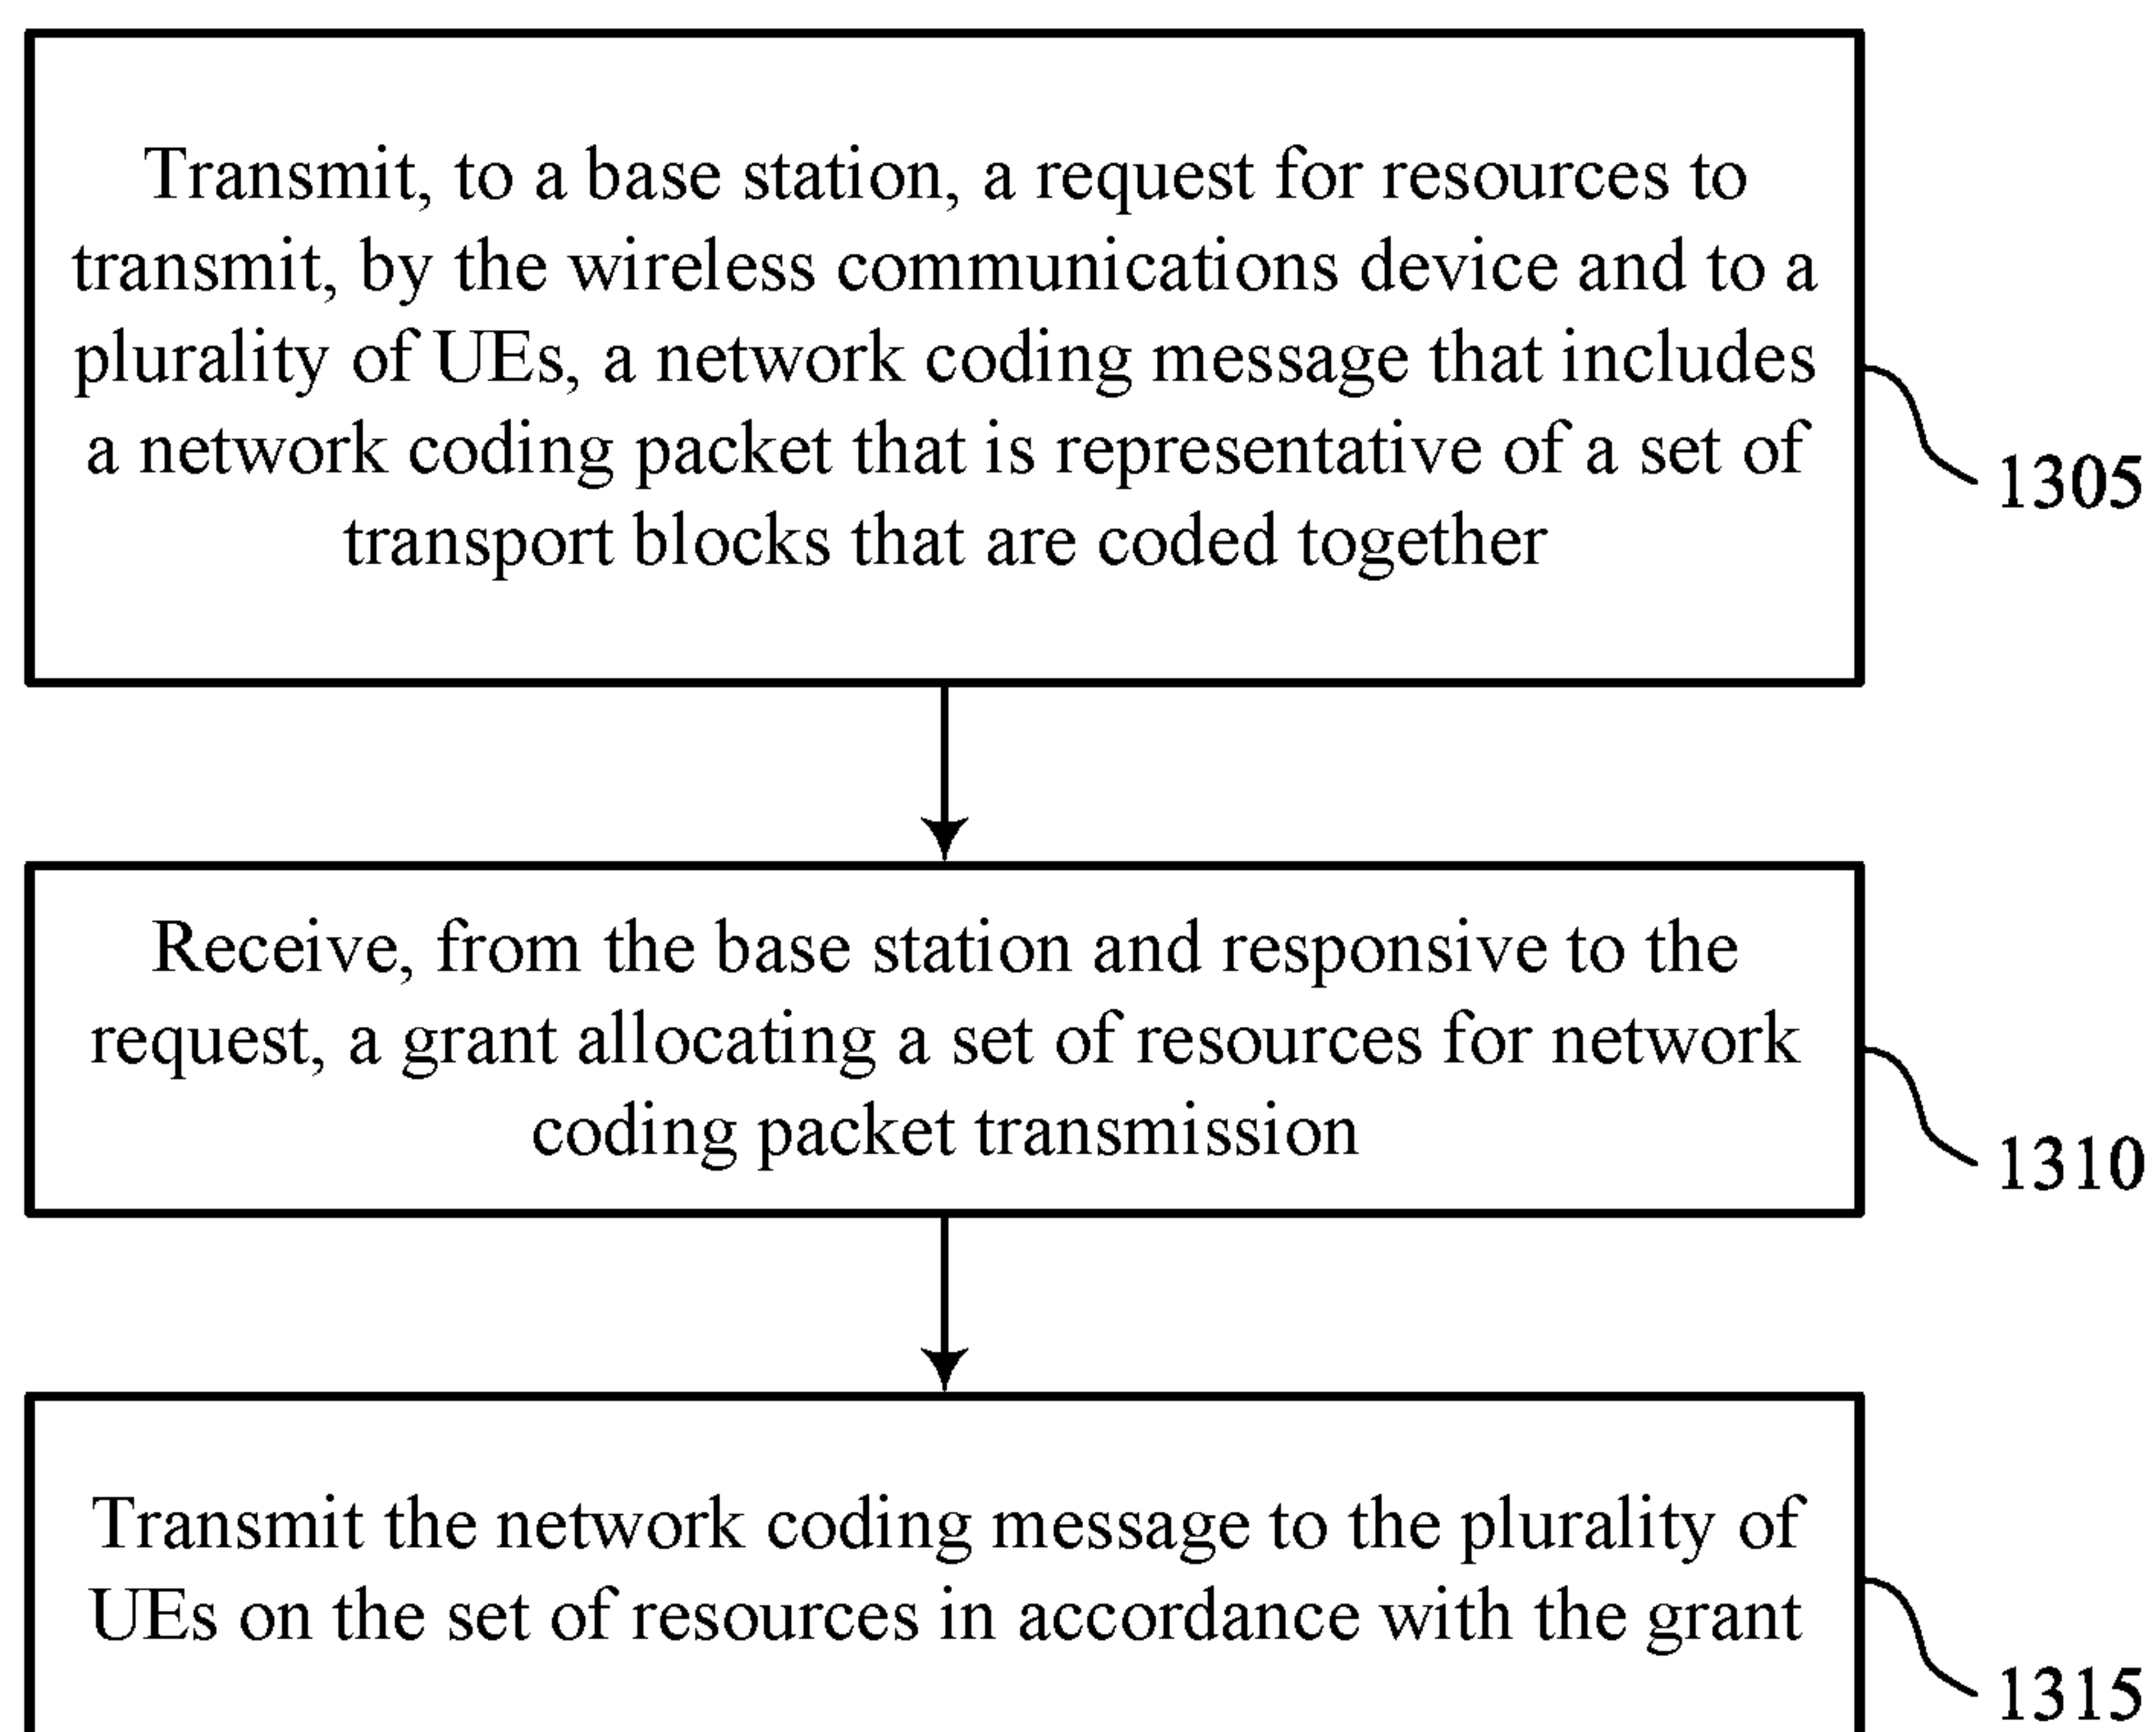 Transmit, to a base station, a request for resources to
transmit, by the wireless communications device and to a
plurality of UEs, a network coding message that includes
a network coding packet that is representative of a set of
transport blocks that are coded together
1305
Receive, from the base station and responsive to the
request, a grant allocating a set of resources for network
coding packet transmission
1310
Transmit the network coding message to the plurality of
UEs on the set of resources in accordance with the grant
1315